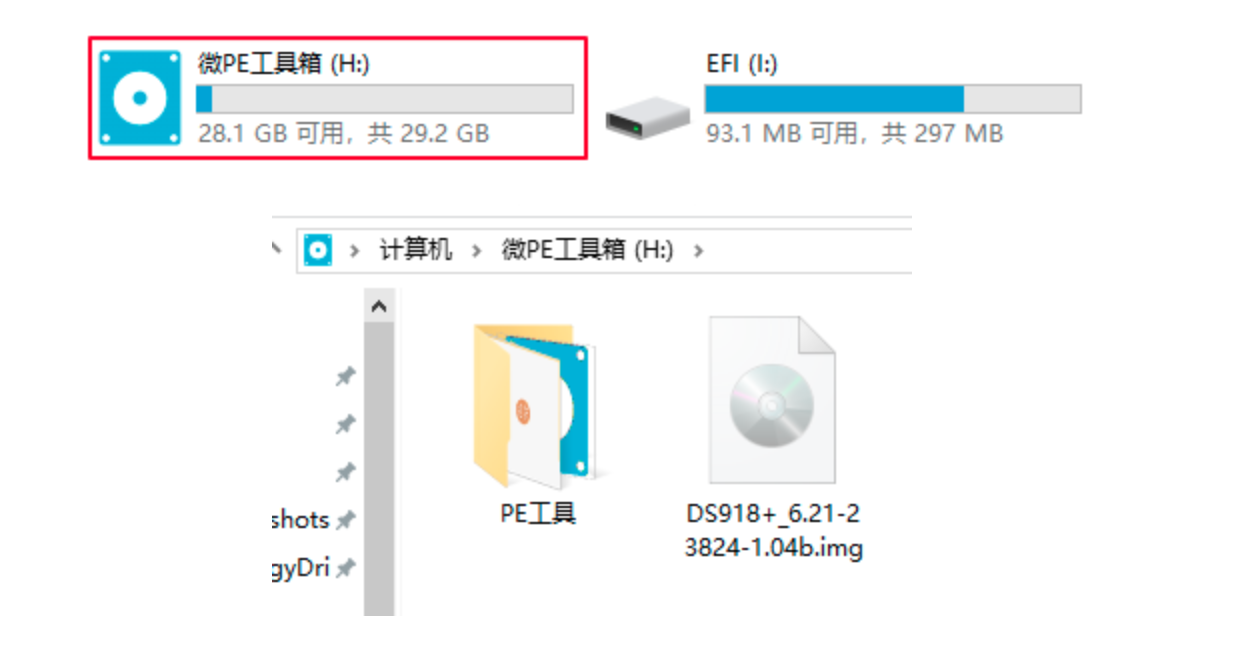 微PE工具箱 (H:)
28.1 GB 可用，共 29.2 GB
EFI (I:)
93.1 MB 可用，共 297 MB
计算机
微PE工具箱 (H:)
shots
gyDri
PE工具
DS918+_6.21-2
3824-1.04b.img